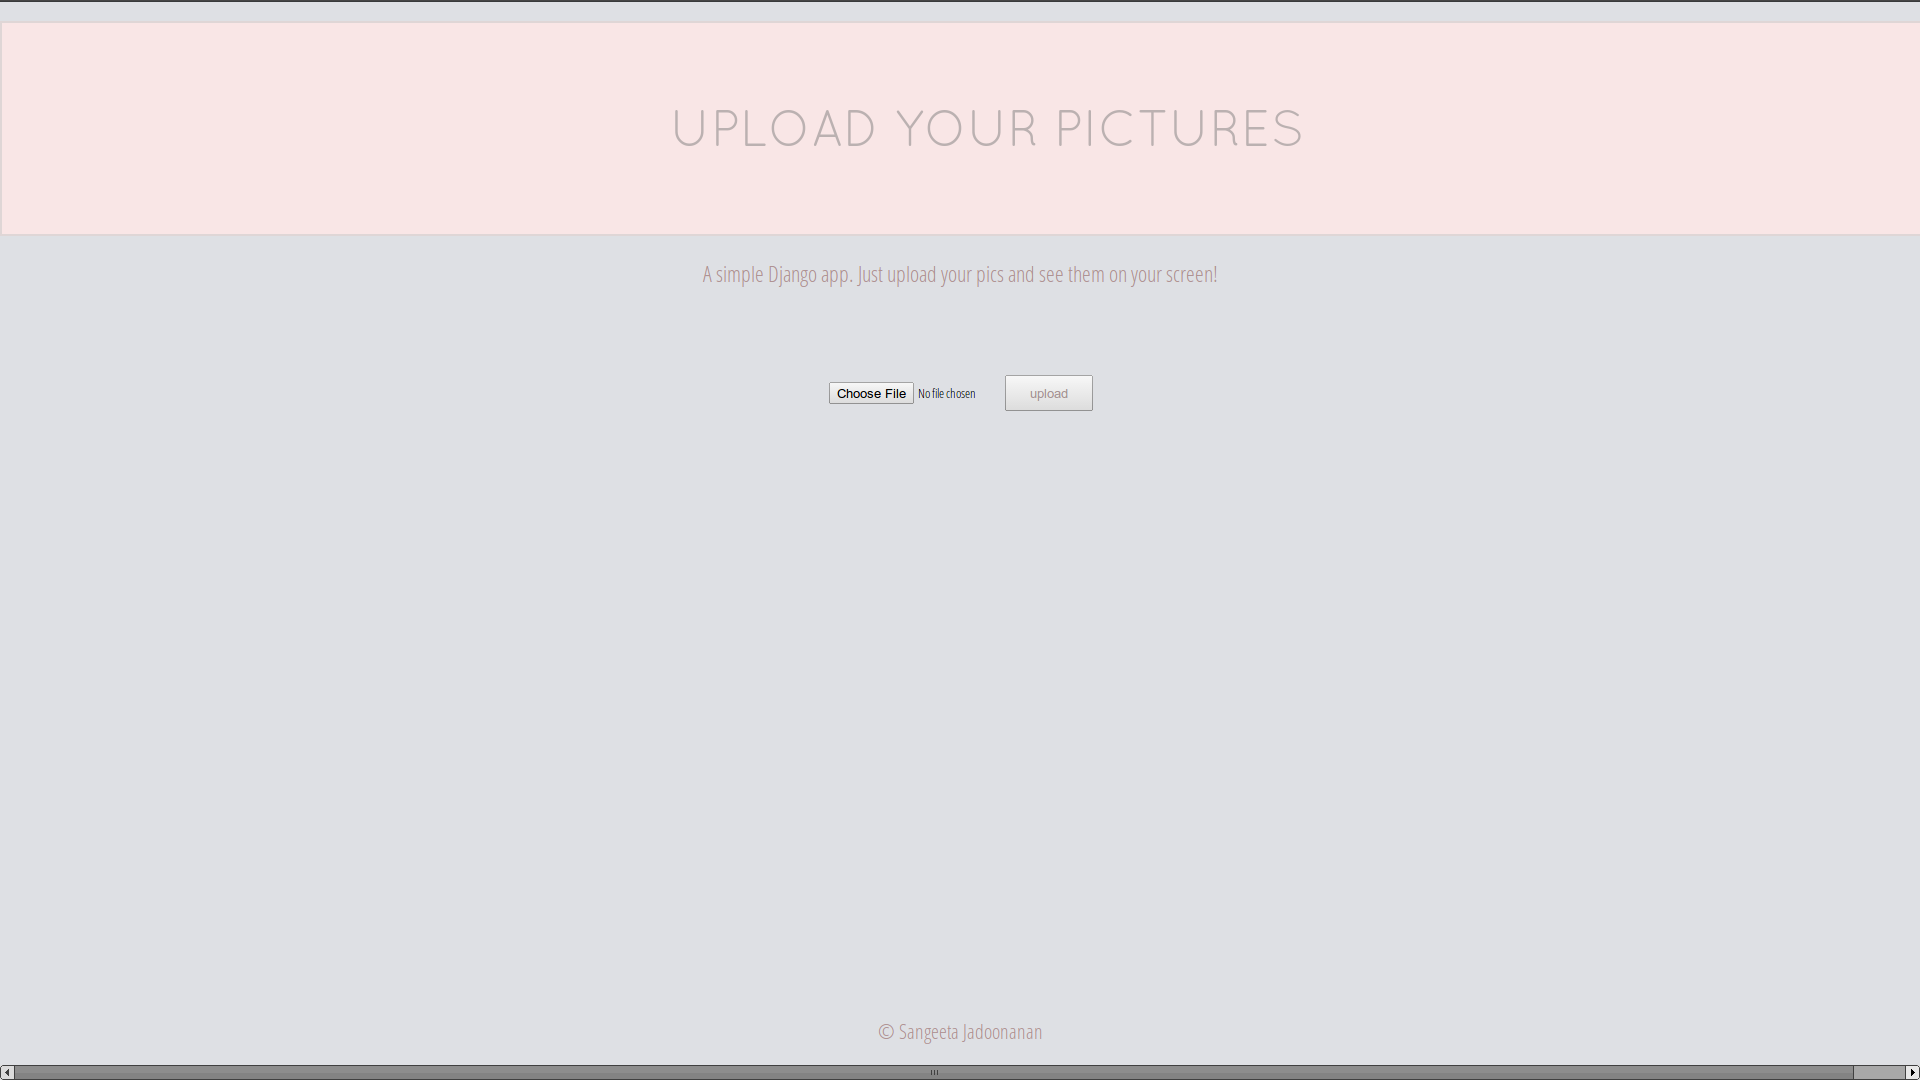 UPLOAD YOUR PICTURES
A simple Django app. Just upload your pics and see them on your screen!
Choose File No file chosen upload
© Sangeeta Jadoonanan